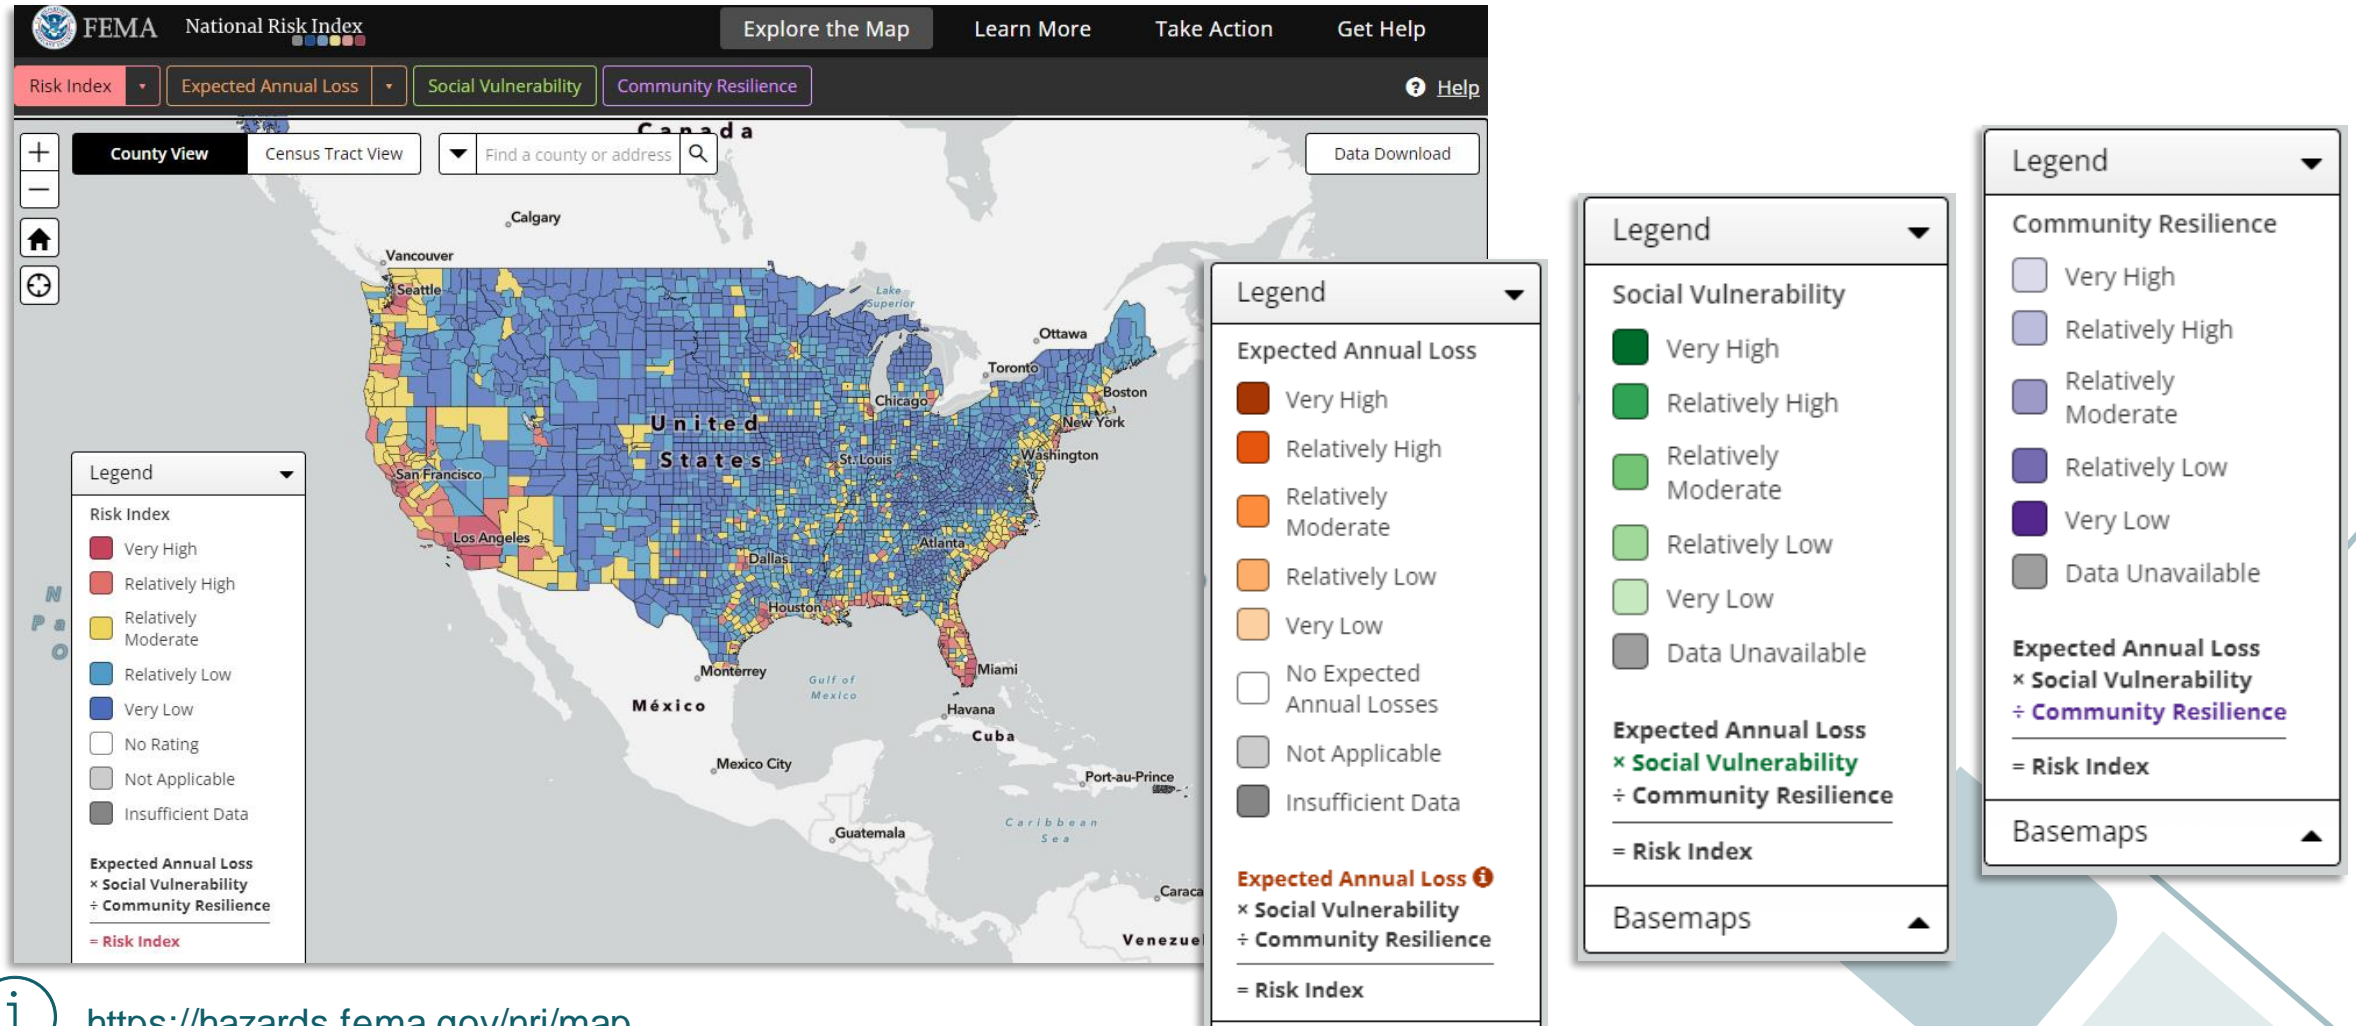 FEMA National Risk Index
Explore the Map
Learn More
Take Action
Get Help
Risk Index
Expected Annual Loss
Social Vulnerability
Community Resilience
? Help
+
−
County View
Census Tract View
Find a county or address
Data Download
Canada
Calgary
Vancouver
Seattle
Lake
Superior
Ottawa
Toronto
Boston
Chicago
New York
United
States
St. Louis
Washington
San Francisco
Los Angeles
Atlanta
Dallas
Houston
Monterrey
Gulf of
Mexico
Miami
México
Havana
Cuba
Mexico City
Port-au-Prince
Guatemala
Caribbean
Sea
Caraca
Venezue
N
P a
O
Legend
Risk Index
Very High
Relatively High
Relatively
Moderate
Relatively Low
Very Low
No Rating
Not Applicable
Insufficient Data
Expected Annual Loss
× Social Vulnerability
÷ Community Resilience
= Risk Index
Legend
Expected Annual Loss
Very High
Relatively High
Relatively
Moderate
Relatively Low
Very Low
No Expected
Annual Losses
Not Applicable
Insufficient Data
Expected Annual Loss i
× Social Vulnerability
÷ Community Resilience
= Risk Index
Legend
Social Vulnerability
Very High
Relatively High
Relatively
Moderate
Relatively Low
Very Low
Data Unavailable
Expected Annual Loss
× Social Vulnerability
÷ Community Resilience
= Risk Index
Basemaps
Legend
Community Resilience
Very High
Relatively High
Relatively
Moderate
Relatively Low
Very Low
Data Unavailable
Expected Annual Loss
× Social Vulnerability
÷ Community Resilience
= Risk Index
Basemaps
i
https://hazards.fema.gov/nri/map